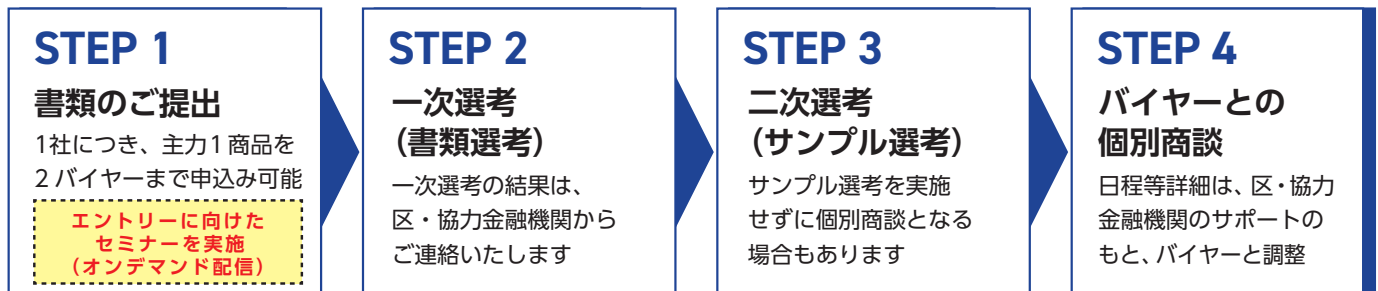 STEP 1
書類のご提出
1社につき、主力1商品を
2バイヤーまで申込み可能
エントリーに向けた
セミナーを実施
（オンデマンド配信）
STEP 2
一次選考
（書類選考）
一次選考の結果は、
区・協力金融機関から
ご連絡いたします
STEP 3
二次選考
（サンプル選考）
サンプル選考を実施
せずに個別商談となる
場合もあります
STEP 4
バイヤーとの
個別商談
日程等詳細は、区・協力
金融機関のサポートの
もと、バイヤーと調整